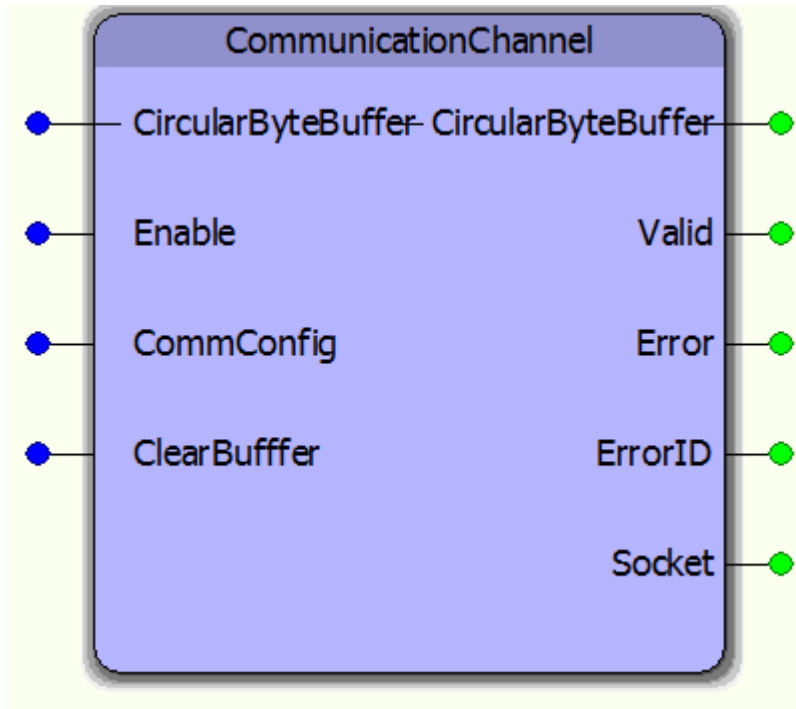 CommunicationChannel
CircularByteBuffer CircularByteBuffer
Enable Valid
CommConfig Error
ClearBufffer ErrorID
Socket